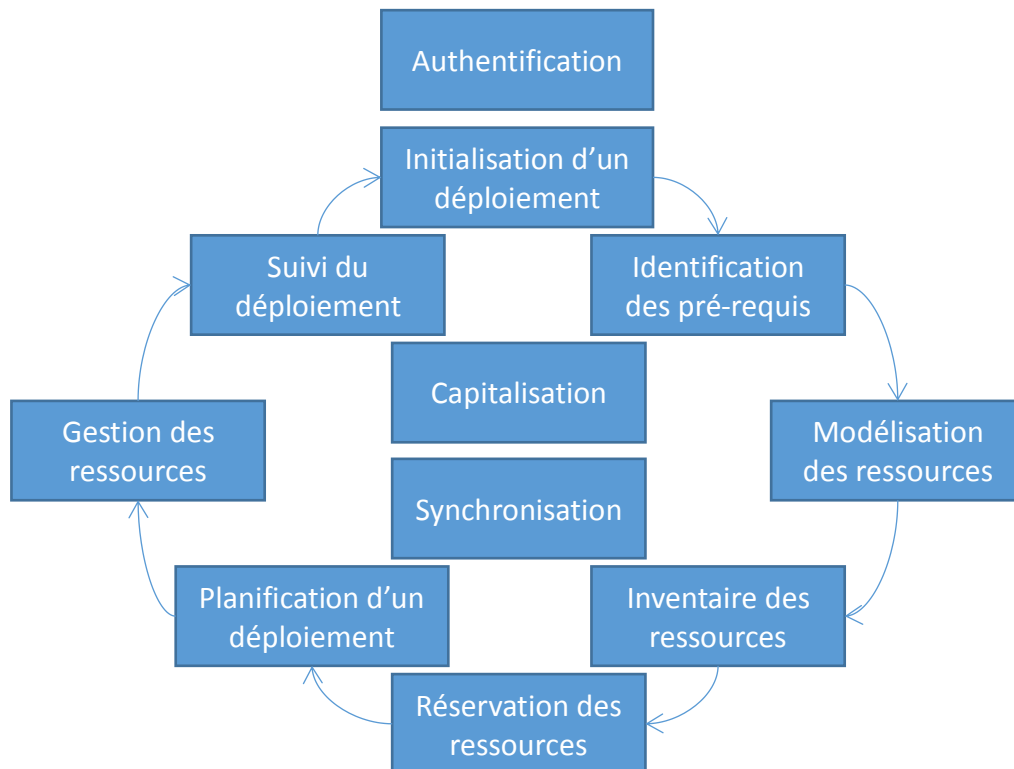 Authentification
Initialisation d’un
déploiement
Suivi du
déploiement
Identification
des pré-requis
Capitalisation
Gestion des
ressources
Modélisation
des ressources
Synchronisation
Planification d’un
déploiement
Inventaire des
ressources
Réservation des
ressources